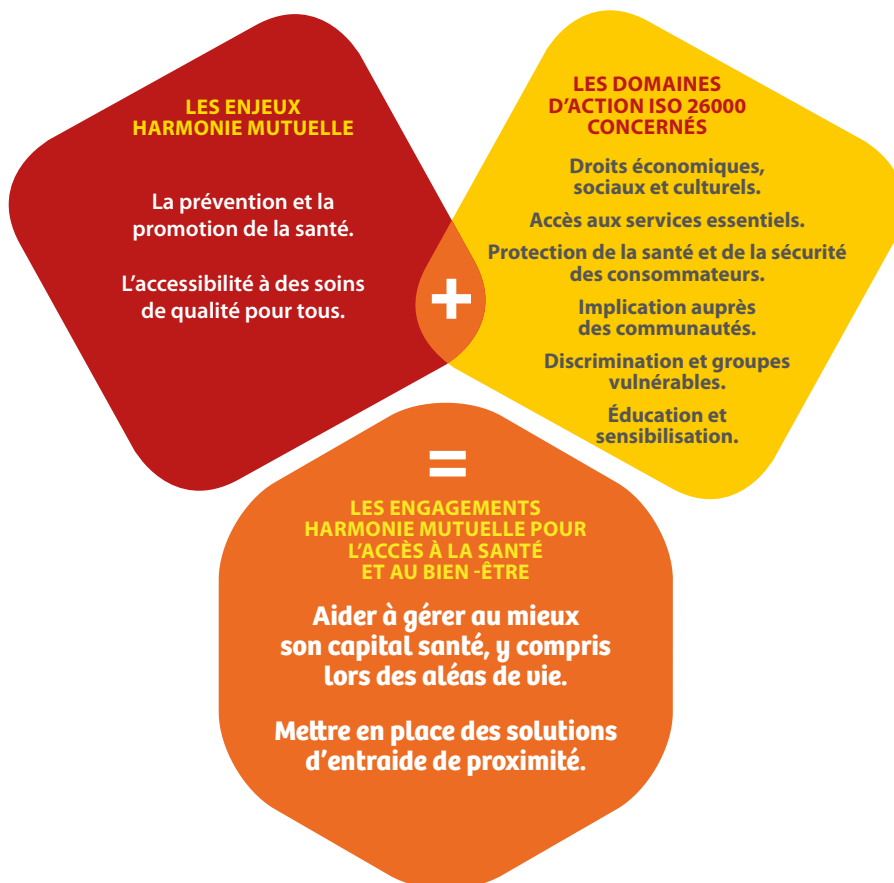 LES ENJEUX
HARMONIE MUTUELLE
La prévention et la
promotion de la santé.
L’accessibilité à des soins
de qualité pour tous.
+
LES DOMAINES
D’ACTION ISO 26000
CONCERNÉS
Droits économiques,
sociaux et culturels.
Accès aux services essentiels.
Protection de la santé et de la sécurité
des consommateurs.
Implication auprès
des communautés.
Discrimination et groupes
vulnérables.
Éducation et
sensibilisation.
=
LES ENGAGEMENTS
HARMONIE MUTUELLE POUR
L’ACCÈS À LA SANTÉ
ET AU BIEN -ÊTRE
Aider à gérer au mieux
son capital santé, y compris
lors des aléas de vie.
Mettre en place des solutions
d’entraide de proximité.